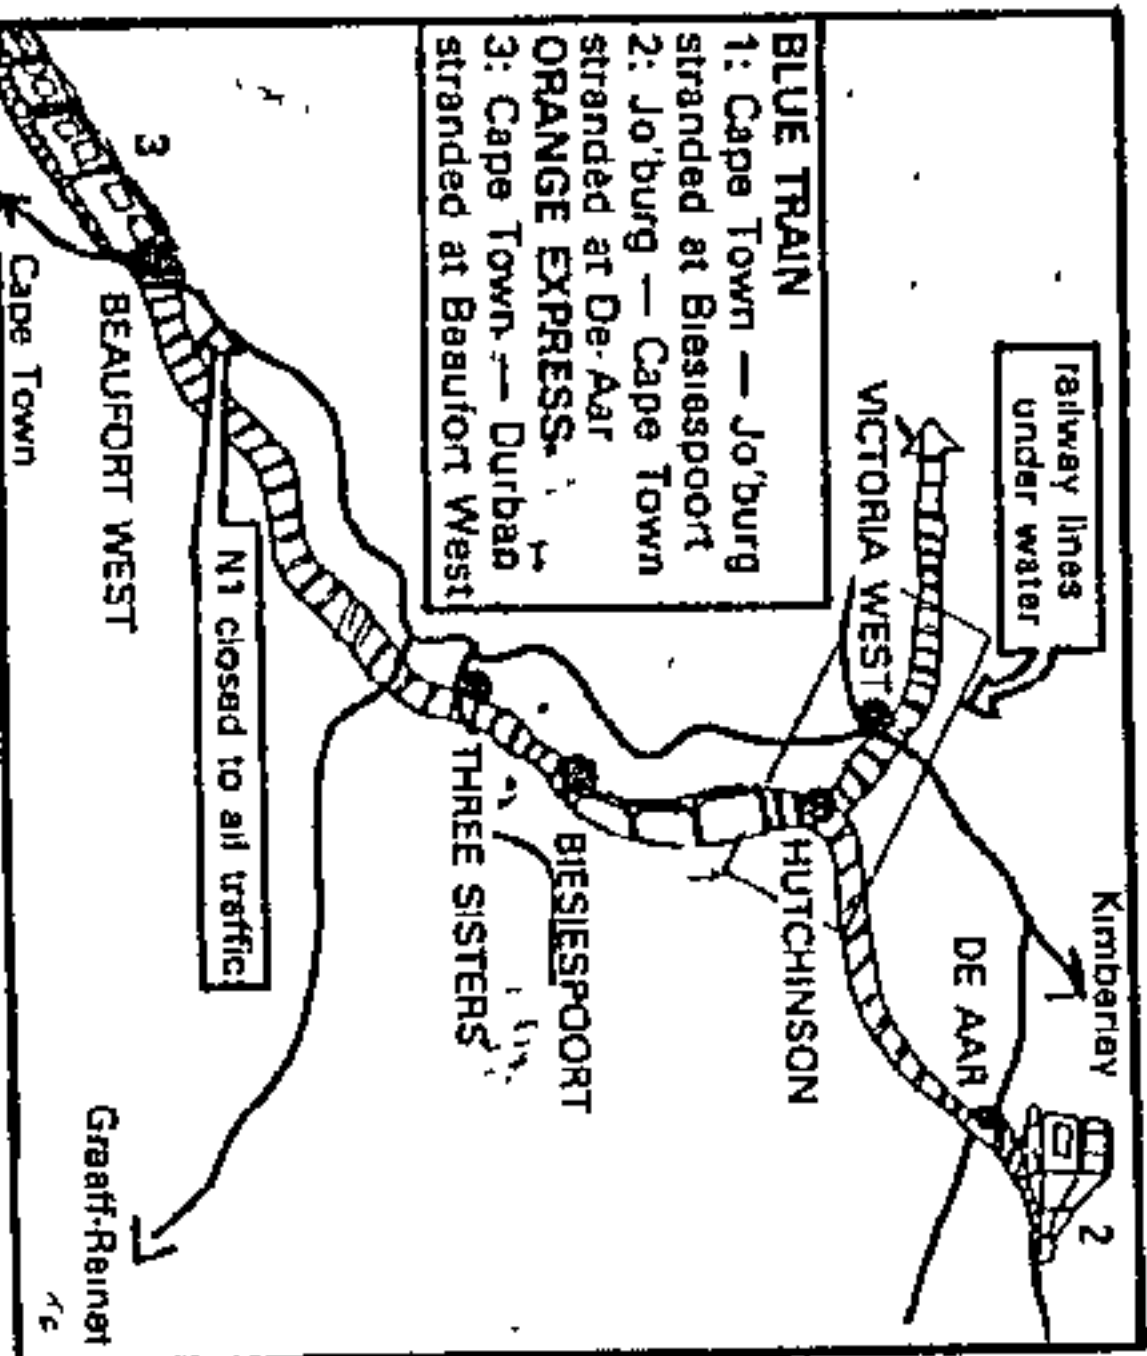 Kimberley
2
railway lines
under water
DE AAR
VICTORIA WEST
HUTCHINSON
BLUE TRAIN
1: Cape Town — Jo'burg
stranded at Biesiespoort
2: Jo'burg — Cape Town
stranded at De-Aar
ORANGE EXPRESS
3: Cape Town — Durban
stranded at Beaufort West
1
BIESIESPOORT
THREE SISTERS
N1 closed to all traffic
3
BEAUFORT WEST
Cape Town
Graaff-Reinet